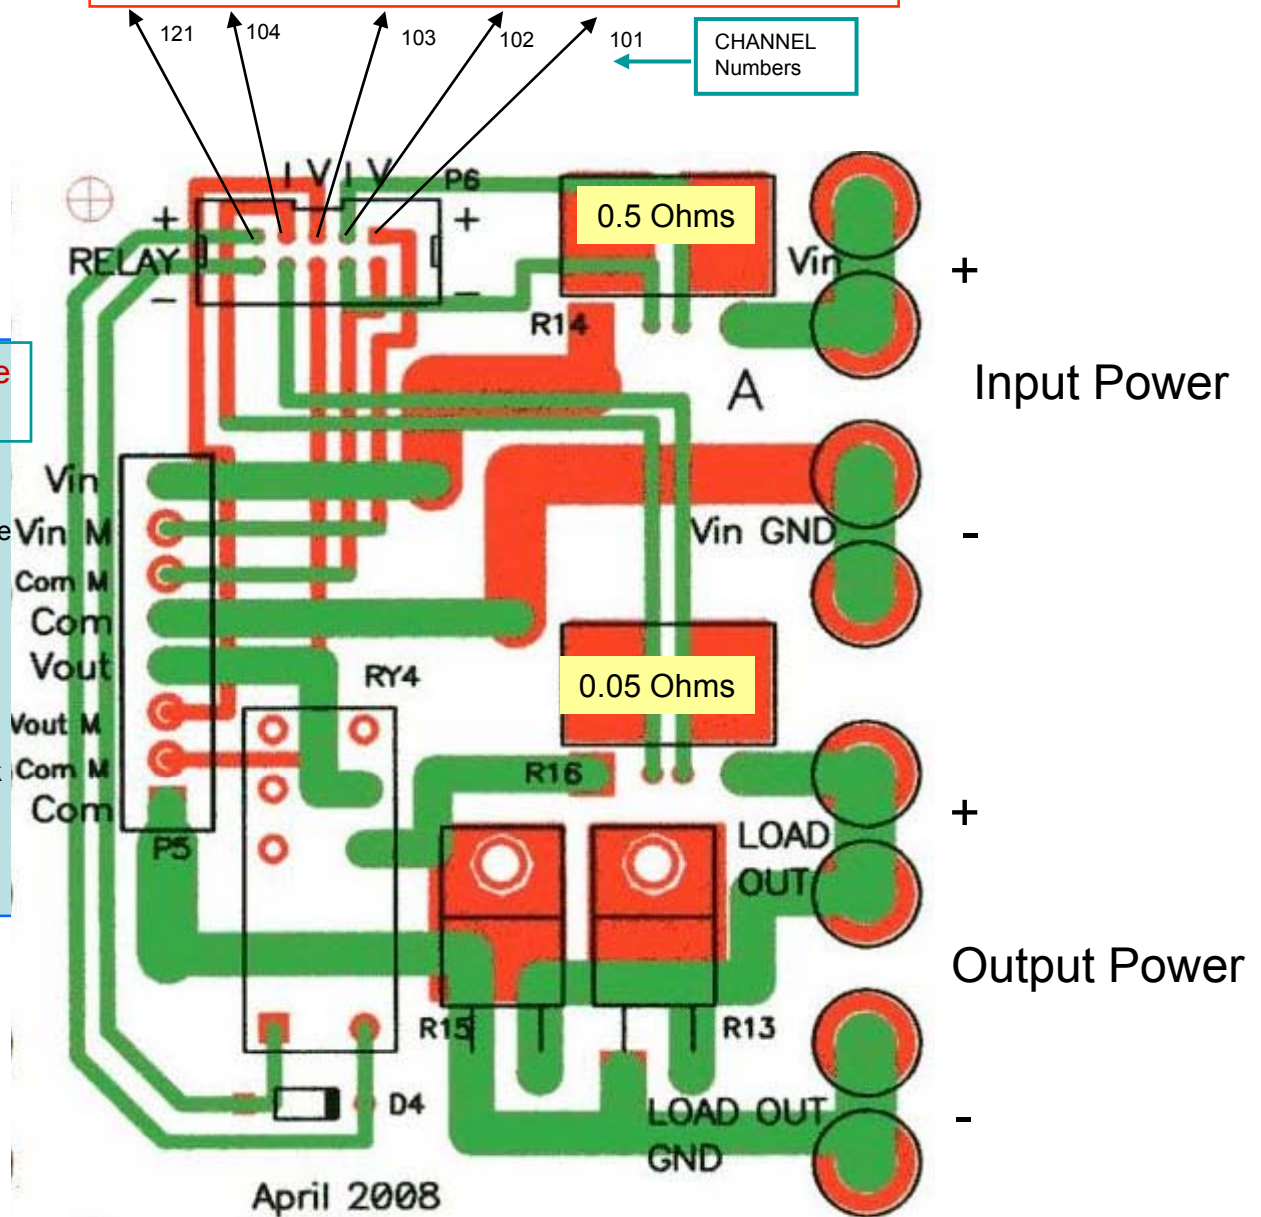 121
104
103
102
101
CHANNEL
Numbers
I V I V
P6
+
+
RELAY
-
-
0.5 Ohms
Vin
+
R14
A
Input Power
e
Vin
e
Vin M
Vin GND
-
Com M
Com
Vout
RY4
0.05 Ohms
Vout M
Com M
R16
Com
P5
LOAD
OUT
+
Output Power
R15
R13
D4
LOAD OUT
GND
-
April 2008